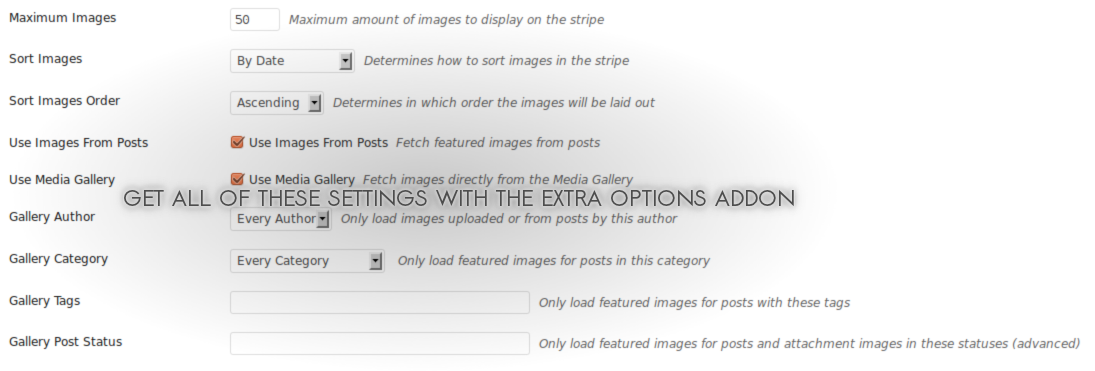 Maximum Images 50 Maximum amount of images to display on the stripe
Sort Images By Date Determines how to sort images in the stripe
Sort Images Order Ascending Determines in which order the images will be laid out
Use Images From Posts Use Images From Posts Fetch featured images from posts
Use Media Gallery Use Media Gallery Fetch images directly from the Media Gallery
GET ALL OF THESE SETTINGS WITH THE EXTRA OPTIONS ADDON
Gallery Author Every Author Only load images uploaded or from posts by this author
Gallery Category Every Category Only load featured images for posts in this category
Gallery Tags Only load featured images for posts with these tags
Gallery Post Status Only load featured images for posts and attachment images in these statuses (advanced)